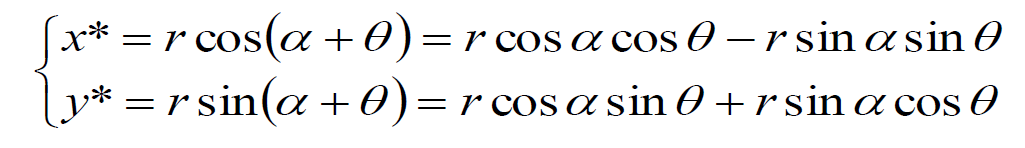 x* = r cos(α + θ) = r cos α cos θ − r sin α sin θ
y* = r sin(α + θ) = r cos α sin θ + r sin α cos θ